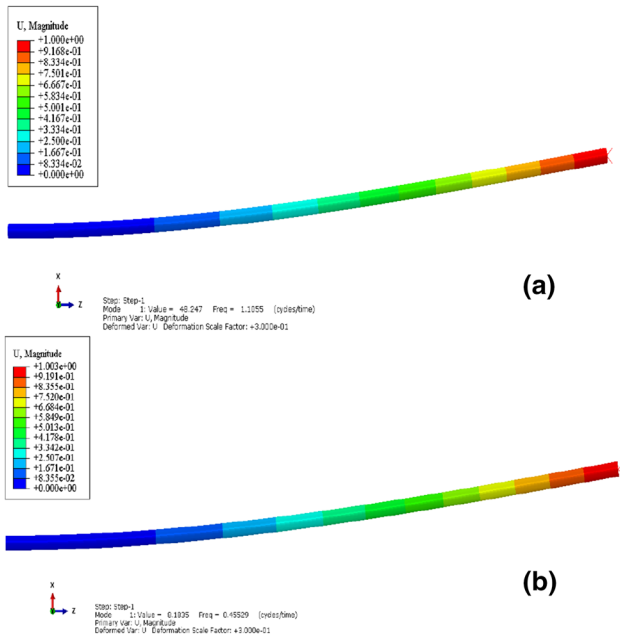 U, Magnitude
+1.000e+00
+9.168e-01
+8.334e-01
+7.501e-01
+6.667e-01
+5.834e-01
+5.001e-01
+4.167e-01
+3.334e-01
+2.500e-01
+1.667e-01
+8.334e-02
+0.000e+00
X
Z
Step: Step-1
Mode 1: Value = 48.247 Freq = 1.1055 (cycles/time)
Primary Var: U, Magnitude
Deformed Var: U Deformation Scale Factor: +3.000e-01
(a)
U, Magnitude
+1.003e+00
+9.191e-01
+8.355e-01
+7.520e-01
+6.684e-01
+5.849e-01
+5.013e-01
+4.178e-01
+3.342e-01
+2.507e-01
+1.671e-01
+8.355e-02
+0.000e+00
X
Z
Step: Step-1
Mode 1: Value = 8.1835 Freq = 0.45529 (cycles/time)
Primary Var: U, Magnitude
Deformed Var: U Deformation Scale Factor: +3.000e-01
(b)